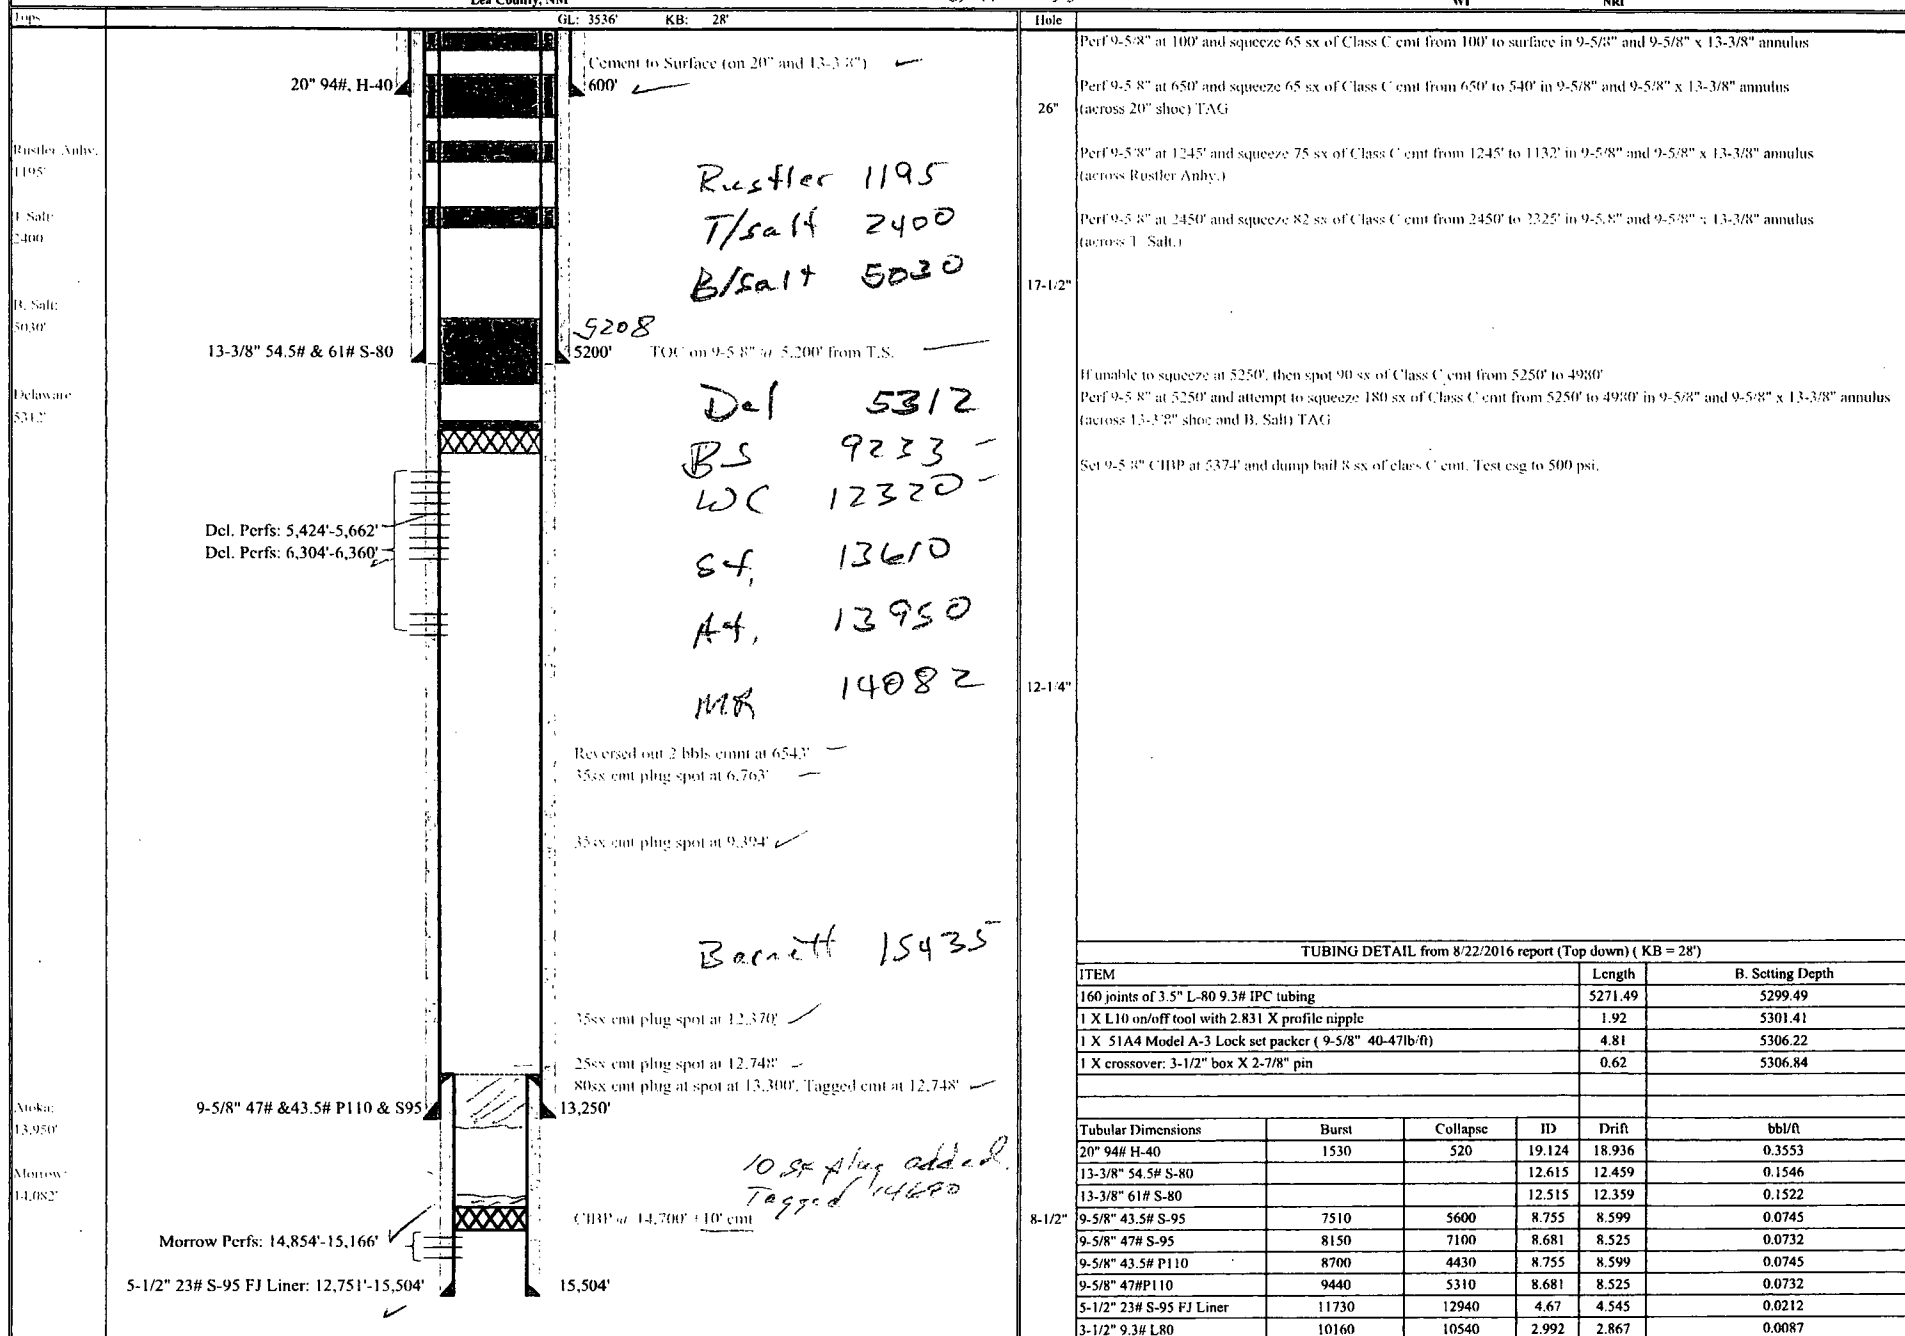 Lea County, NM
WI NRI
Tops GL: 3536' KB: 28' Hole
Cement to Surface (on 20" and 13-3/8")
20" 94#, H-40 600'
Rustler Anhy. 1195'
T. Salt: 2400
B. Salt: 5030'
Rustler 1195
T/salt 2400
B/Salt 5030
5208
13-3/8" 54.5# & 61# S-80 5200' TOC on 9-5/8" @ 5,200' from T.S.
Delaware 5312'
Del 5312
BS 9233
WC 12320
St, 13610
At, 13950
MR 14082
Del. Perfs: 5,424'-5,662'
Del. Perfs: 6,304'-6,360'
Reversed out 2 bbls cmnt at 6543'
35sx cmt plug spot at 6,763'
35sx cmt plug spot at 9,394'
Barnett 15435
35sx cmt plug spot at 12,370'
25sx cmt plug spot at 12,748'
80sx cmt plug at spot at 13,300'. Tagged cmt at 12,748'
9-5/8" 47# &43.5# P110 & S95 13,250'
Atoka: 13,950'
Morrow: 14,082'
10 sx plug added.
Tagged
CIBP @ 14,700' +10' cmt
Morrow Perfs: 14,854'-15,166'
5-1/2" 23# S-95 FJ Liner: 12,751'-15,504' 15,504'
26"
17-1/2"
12-1/4"
8-1/2"
Perf 9-5/8" at 100' and squeeze 65 sx of Class C cmt from 100' to surface in 9-5/8" and 9-5/8" x 13-3/8" annulus
Perf 9-5/8" at 650' and squeeze 65 sx of Class C cmt from 650' to 540' in 9-5/8" and 9-5/8" x 13-3/8" annulus
(across 20" shoe) TAG
Perf 9-5/8" at 1245' and squeeze 75 sx of Class C cmt from 1245' to 1132' in 9-5/8" and 9-5/8" x 13-3/8" annulus
(across Rustler Anhy.)
Perf 9-5/8" at 2450' and squeeze 82 sx of Class C cmt from 2450' to 2325' in 9-5/8" and 9-5/8" x 13-3/8" annulus
(across T. Salt.)
If unable to squeeze at 5250', then spot 90 sx of Class C cmt from 5250' to 4980'
Perf 9-5/8" at 5250' and attempt to squeeze 180 sx of Class C cmt from 5250' to 4980' in 9-5/8" and 9-5/8" x 13-3/8" annulus
(across 13-3/8" shoe and B. Salt) TAG
Set 9-5/8" CIBP at 5374' and dump bail 8 sx of class C cmt. Test csg to 500 psi.
TUBING DETAIL from 8/22/2016 report (Top down) ( KB = 28')
ITEM Length B. Setting Depth
160 joints of 3.5" L-80 9.3# IPC tubing 5271.49 5299.49
1 X L10 on/off tool with 2.831 X profile nipple 1.92 5301.41
1 X 51A4 Model A-3 Lock set packer ( 9-5/8" 40-47lb/ft) 4.81 5306.22
1 X crossover: 3-1/2" box X 2-7/8" pin 0.62 5306.84
Tubular Dimensions Burst Collapse ID Drift bbl/ft
20" 94# H-40 1530 520 19.124 18.936 0.3553
13-3/8" 54.5# S-80 12.615 12.459 0.1546
13-3/8" 61# S-80 12.515 12.359 0.1522
9-5/8" 43.5# S-95 7510 5600 8.755 8.599 0.0745
9-5/8" 47# S-95 8150 7100 8.681 8.525 0.0732
9-5/8" 43.5# P110 8700 4430 8.755 8.599 0.0745
9-5/8" 47#P110 9440 5310 8.681 8.525 0.0732
5-1/2" 23# S-95 FJ Liner 11730 12940 4.67 4.545 0.0212
3-1/2" 9.3# L80 10160 10540 2.992 2.867 0.0087